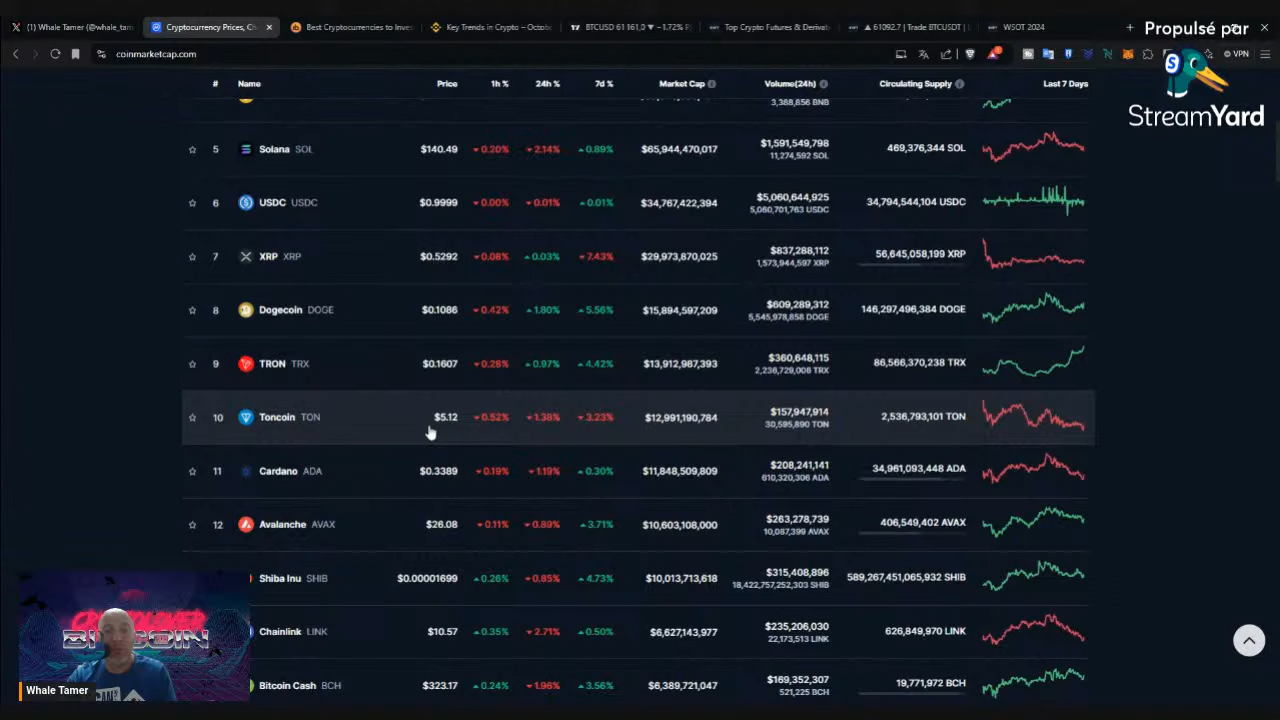 (1) Whale Tamer (@whale_tam
Cryptocurrency Prices, Ch
Best Cryptocurrencies to Inves
Key Trends in Crypto – Octobe
BTCUSD 61 161,0 ▼ −1.72%
Top Crypto Futures & Derivat
▲ 61092.7 | Trade BTCUSDT |
WSOT 2024
Propulsé par
coinmarketcap.com
VPN
StreamYard
# Name Price 1h % 24h % 7d % Market Cap Volume(24h) Circulating Supply Last 7 Days
3,388,856 BNB
5 Solana SOL $140.49 0.20% 2.14% 0.89% $65,944,470,017 $1,591,549,798 469,376,344 SOL
11,274,592 SOL
6 USDC USDC $0.9999 0.00% 0.01% 0.01% $34,767,422,394 $5,060,644,925 34,794,544,104 USDC
5,060,701,763 USDC
7 XRP XRP $0.5292 0.08% 0.03% 7.43% $29,973,870,025 $837,288,112 56,645,058,199 XRP
1,573,944,597 XRP
8 Dogecoin DOGE $0.1086 0.42% 1.80% 5.56% $15,894,597,209 $609,289,312 146,297,496,384 DOGE
5,545,978,858 DOGE
9 TRON TRX $0.1607 0.28% 0.97% 4.42% $13,912,987,393 $360,648,115 86,566,370,238 TRX
2,236,729,006 TRX
10 Toncoin TON $5.12 0.52% 1.38% 3.23% $12,991,190,784 $157,947,914 2,536,793,101 TON
30,595,890 TON
11 Cardano ADA $0.3389 0.19% 1.19% 0.30% $11,848,509,809 $208,241,141 34,961,093,448 ADA
610,320,306 ADA
12 Avalanche AVAX $26.08 0.11% 0.89% 3.71% $10,603,108,000 $263,278,739 406,549,402 AVAX
10,087,399 AVAX
Shiba Inu SHIB $0.00001699 0.26% 0.85% 4.73% $10,013,713,618 $315,408,896 589,267,451,065,932 SHIB
18,422,757,252,303 SHIB
Chainlink LINK $10.57 0.35% 2.71% 0.50% $6,627,143,977 $235,206,030 626,849,970 LINK
22,173,513 LINK
Bitcoin Cash BCH $323.17 0.24% 1.96% 3.56% $6,389,721,047 $169,352,307 19,771,972 BCH
521,225 BCH
BITCOIN
Whale Tamer